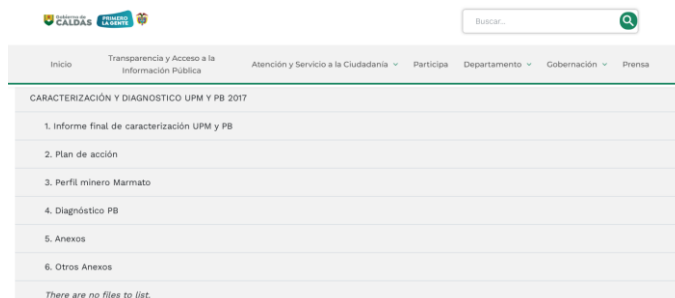 Gobierno de
CALDAS
PRIMERO
LA GENTE
Buscar...
Inicio
Transparencia y Acceso a la
Información Pública
Atención y Servicio a la Ciudadanía
Participa
Departamento
Gobernación
Prensa
CARACTERIZACIÓN Y DIAGNOSTICO UPM Y PB 2017
1. Informe final de caracterización UPM y PB
2. Plan de acción
3. Perfil minero Marmato
4. Diagnóstico PB
5. Anexos
6. Otros Anexos
There are no files to list.